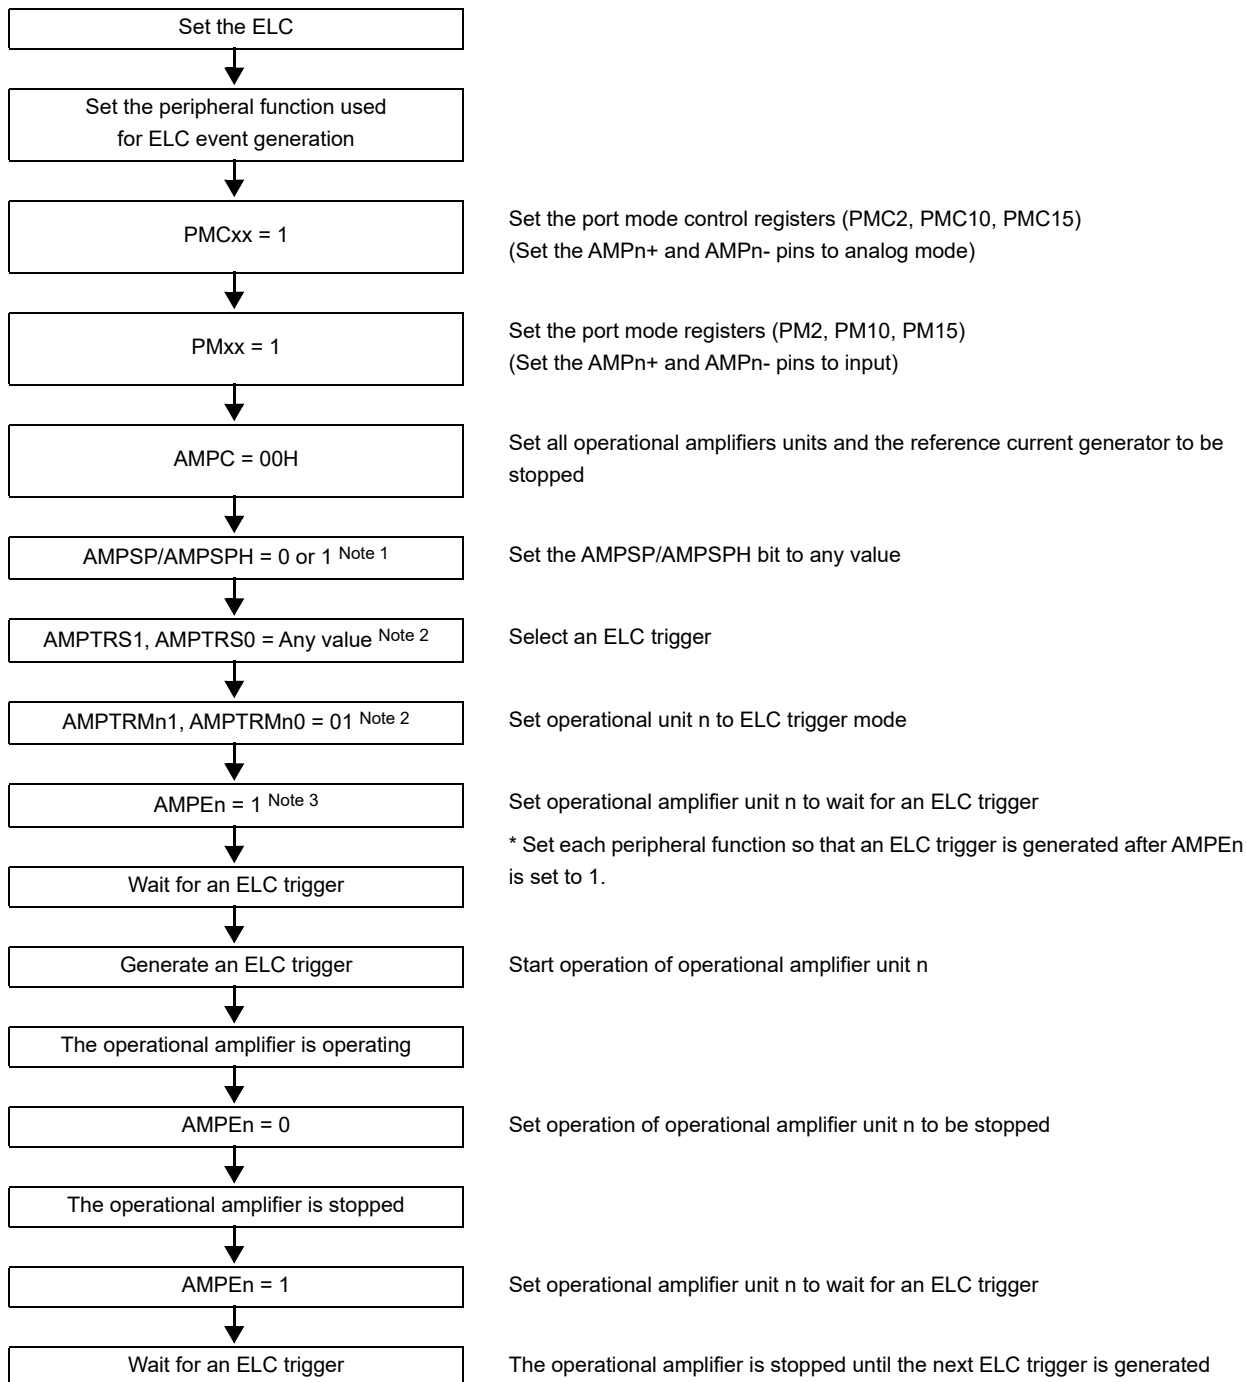 Set the ELC
Set the peripheral function used
for ELC event generation
PMCxx = 1
Set the port mode control registers (PMC2, PMC10, PMC15)
(Set the AMPn+ and AMPn- pins to analog mode)
PMxx = 1
Set the port mode registers (PM2, PM10, PM15)
(Set the AMPn+ and AMPn- pins to input)
AMPC = 00H
Set all operational amplifiers units and the reference current generator to be
stopped
AMPSP/AMPSPH = 0 or 1 Note 1
Set the AMPSP/AMPSPH bit to any value
AMPTRS1, AMPTRS0 = Any value Note 2
Select an ELC trigger
AMPTRMn1, AMPTRMn0 = 01 Note 2
Set operational unit n to ELC trigger mode
AMPEn = 1 Note 3
Set operational amplifier unit n to wait for an ELC trigger
* Set each peripheral function so that an ELC trigger is generated after AMPEn
is set to 1.
Wait for an ELC trigger
Generate an ELC trigger
Start operation of operational amplifier unit n
The operational amplifier is operating
AMPEn = 0
Set operation of operational amplifier unit n to be stopped
The operational amplifier is stopped
AMPEn = 1
Set operational amplifier unit n to wait for an ELC trigger
Wait for an ELC trigger
The operational amplifier is stopped until the next ELC trigger is generated